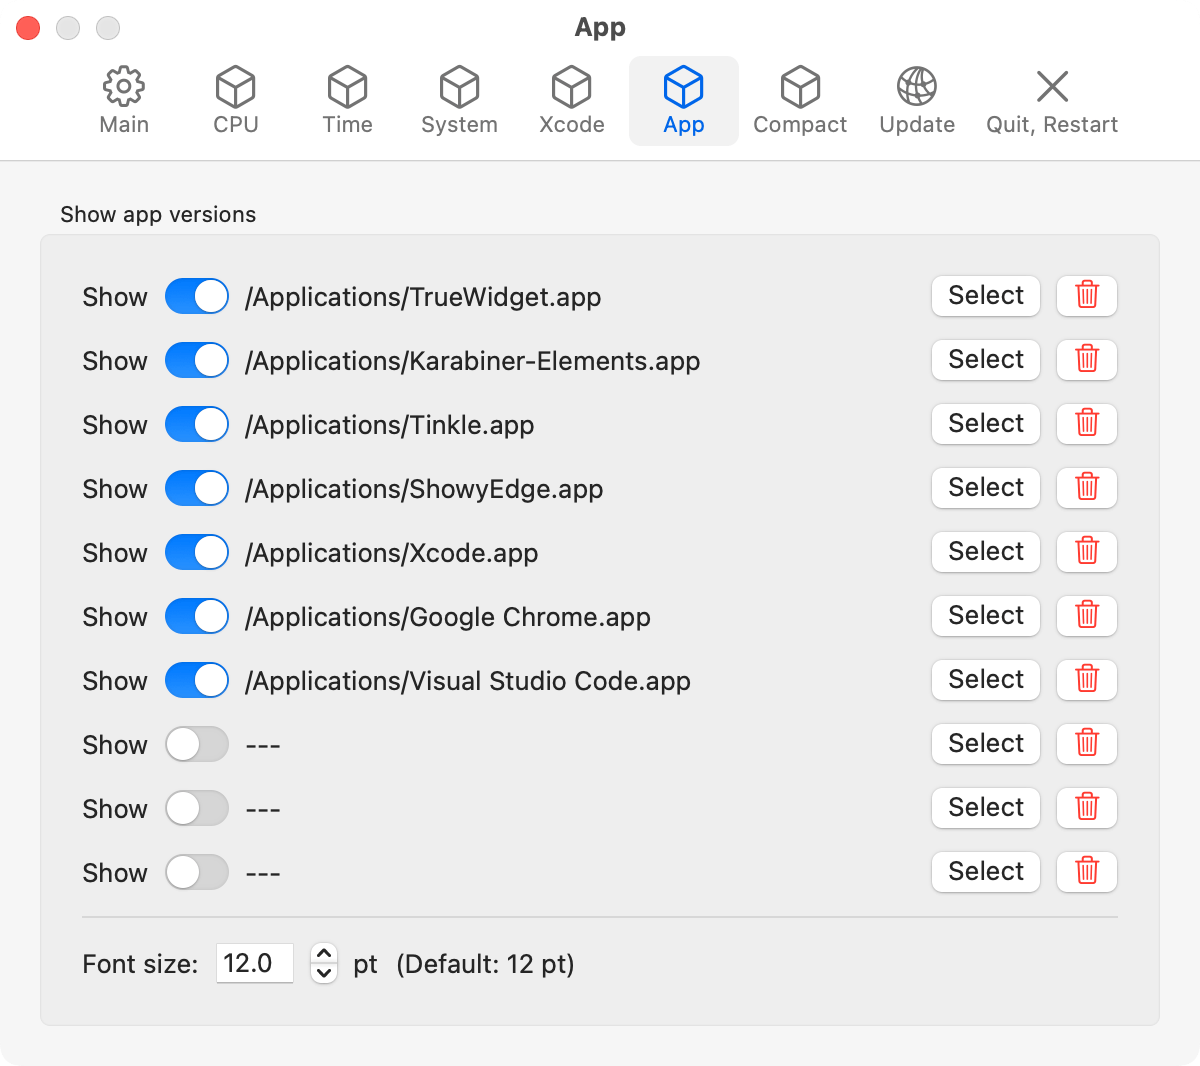 App
Main CPU Time System Xcode App Compact Update Quit, Restart
Show app versions
Show /Applications/TrueWidget.app Select
Show /Applications/Karabiner-Elements.app Select
Show /Applications/Tinkle.app Select
Show /Applications/ShowyEdge.app Select
Show /Applications/Xcode.app Select
Show /Applications/Google Chrome.app Select
Show /Applications/Visual Studio Code.app Select
Show --- Select
Show --- Select
Show --- Select
Font size: 12.0 pt (Default: 12 pt)